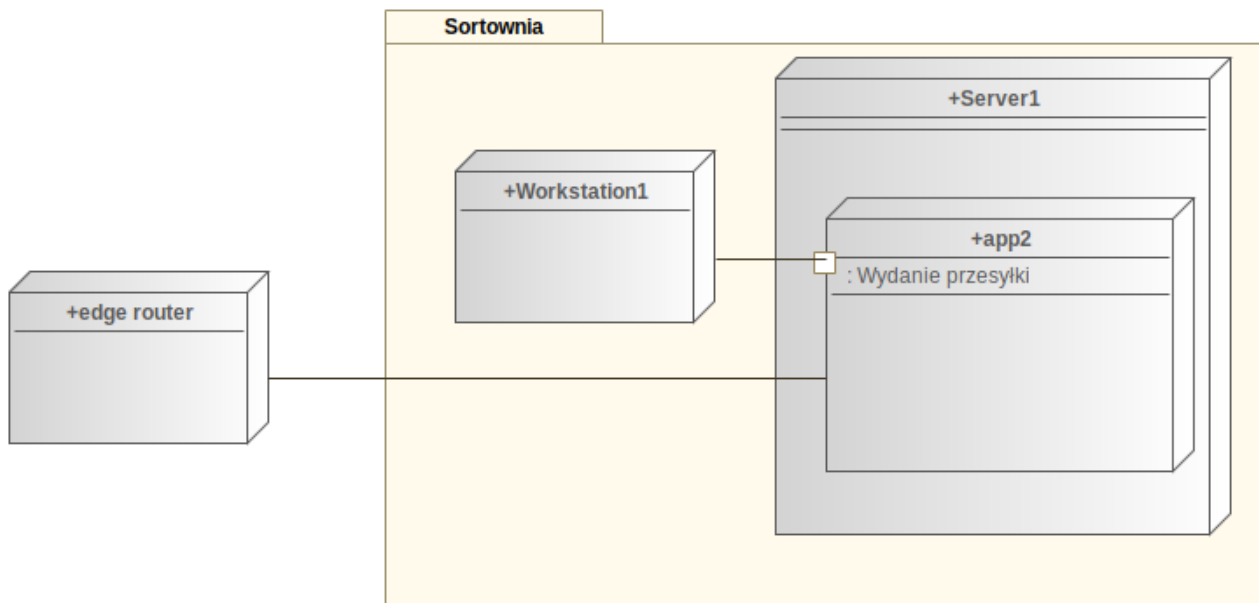 Sortownia
+Server1
+Workstation1
+app2
: Wydanie przesyłki
+edge router